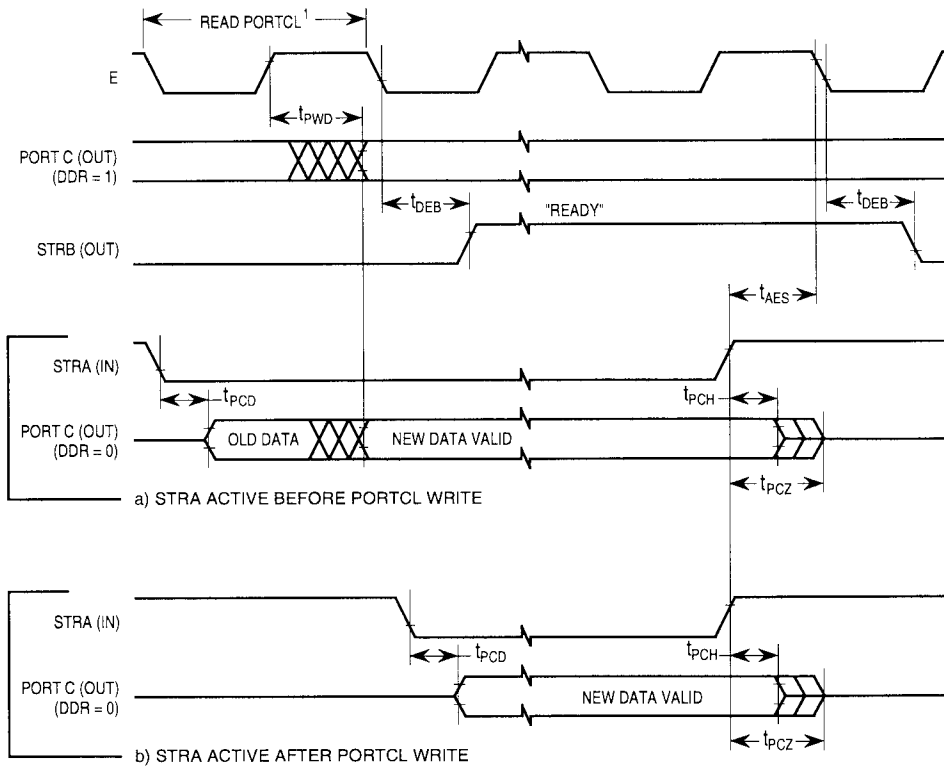 READ PORTCL1
E
tPWD
PORT C (OUT)
(DDR = 1)
tDEB
"READY"
tDEB
STRB (OUT)
tAES
STRA (IN)
tPCD
tPCH
PORT C (OUT)
(DDR = 0)
OLD DATA
NEW DATA VALID
tPCZ
a) STRA ACTIVE BEFORE PORTCL WRITE
STRA (IN)
tPCD
tPCH
PORT C (OUT)
(DDR = 0)
NEW DATA VALID
tPCZ
b) STRA ACTIVE AFTER PORTCL WRITE